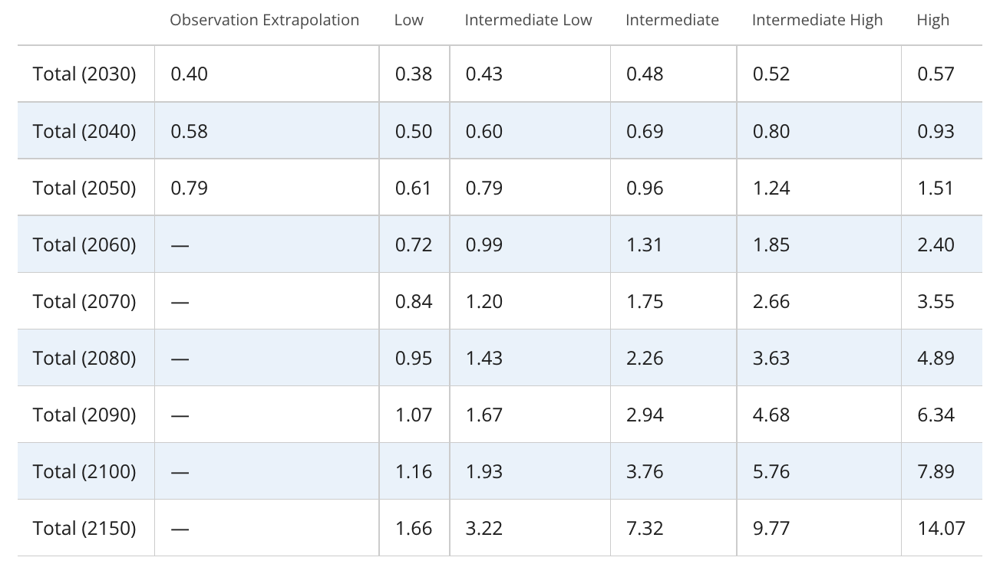 Observation Extrapolation Low Intermediate Low Intermediate Intermediate High High
Total (2030) 0.40 0.38 0.43 0.48 0.52 0.57
Total (2040) 0.58 0.50 0.60 0.69 0.80 0.93
Total (2050) 0.79 0.61 0.79 0.96 1.24 1.51
Total (2060) — 0.72 0.99 1.31 1.85 2.40
Total (2070) — 0.84 1.20 1.75 2.66 3.55
Total (2080) — 0.95 1.43 2.26 3.63 4.89
Total (2090) — 1.07 1.67 2.94 4.68 6.34
Total (2100) — 1.16 1.93 3.76 5.76 7.89
Total (2150) — 1.66 3.22 7.32 9.77 14.07